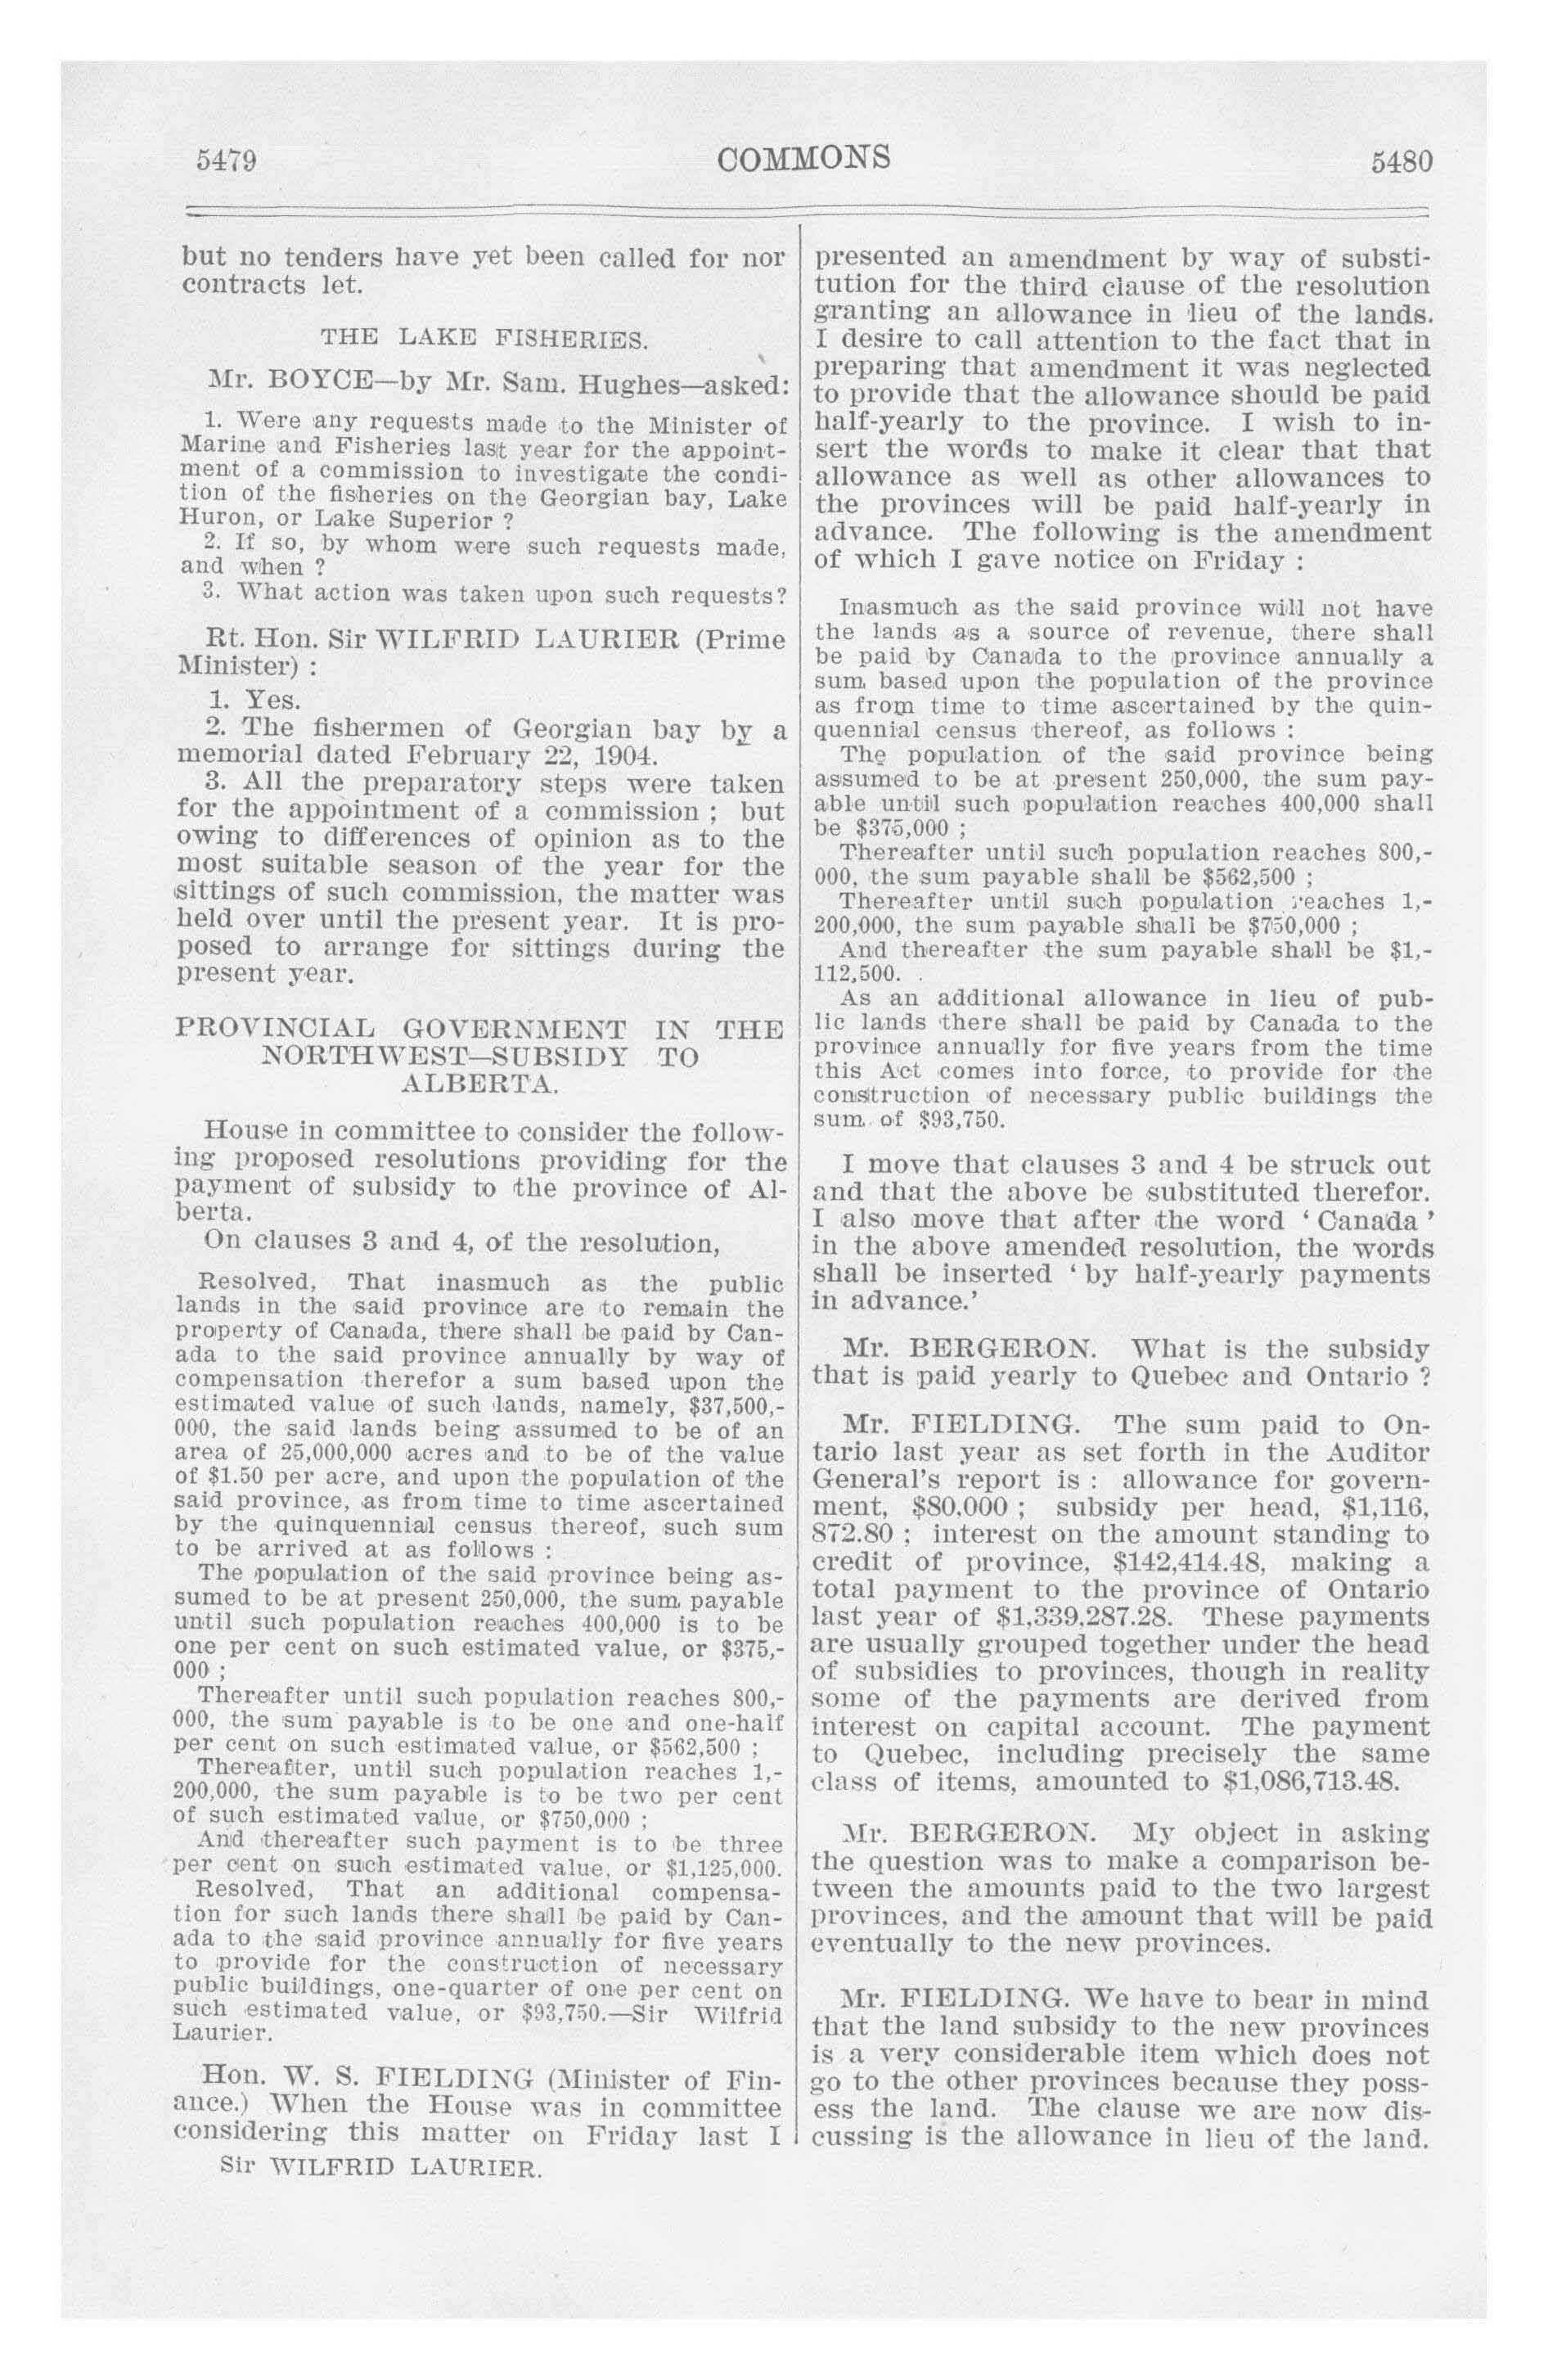 5479 COMMONS 5480
but no tenders have yet been called for nor
contracts let.
THE LAKE FISHERIES.
Mr. BOYCE—by Mr. Sam. Hughes—asked:
1. Were any requests made to the Minister of
Marine and Fisheries last year for the appoint-
ment of a commission to investigate the condi-
tion of the fisheries on the Georgian bay, Lake
Huron, or Lake Superior ?
2. If so, by whom were such requests made,
and when ?
3. What action was taken upon such requests?
Rt. Hon. Sir WILFRID LAURIER (Prime
Minister) :
1. Yes.
2. The fishermen of Georgian bay by a
memorial dated February 22, 1904.
3. All the preparatory steps were taken
for the appointment of a commission ; but
owing to differences of opinion as to the
most suitable season of the year for the
sittings of such commission, the matter was
held over until the present year. It is pro-
posed to arrange for sittings during the
present year.
PROVINCIAL GOVERNMENT IN THE
NORTHWEST—SUBSIDY TO
ALBERTA.
House in committee to consider the follow-
ing proposed resolutions providing for the
payment of subsidy to the province of Al-
berta.
On clauses 3 and 4, of the resolution,
Resolved, That inasmuch as the public
lands in the said province are to remain the
property of Canada, there shall be paid by Can-
ada to the said province annually by way of
compensation therefor a sum based upon the
estimated value of such lands, namely, $37,500,-
000, the said lands being assumed to be of an
area of 25,000,000 acres and to be of the value
of $1.50 per acre, and upon the population of the
said province, as from time to time ascertained
by the quinquennial census thereof, such sum
to be arrived at as follows :
The population of the said province being as-
sumed to be at present 250,000, the sum payable
until such population reaches 400,000 is to be
one per cent on such estimated value, or $375,-
000 ;
Thereafter until such population reaches 800,-
000, the sum payable is to be one and one-half
per cent on such estimated value, or $562,500 ;
Thereafter, until such population reaches 1,-
200,000, the sum payable is to be two per cent
of such estimated value, or $750,000 ;
And thereafter such payment is to be three
per cent on such estimated value, or $1,125,000.
Resolved, That an additional compensa-
tion for such lands there shall be paid by Can-
ada to the said province annually for five years
to provide for the construction of necessary
public buildings, one-quarter of one per cent on
such estimated value, or $93,750.—Sir Wilfrid
Laurier.
Hon. W. S. FIELDING (Minister of Fin-
ance.) When the House was in committee
considering this matter on Friday last I
Sir WILFRID LAURIER.
presented an amendment by way of substi-
tution for the third clause of the resolution
granting an allowance in lieu of the lands.
I desire to call attention to the fact that in
preparing that amendment it was neglected
to provide that the allowance should be paid
half-yearly to the province. I wish to in-
sert the words to make it clear that that
allowance as well as other allowances to
the provinces will be paid half-yearly in
advance. The following is the amendment
of which I gave notice on Friday :
Inasmuch as the said province will not have
the lands as a source of revenue, there shall
be paid by Canada to the province annually a
sum based upon the population of the province
as from time to time ascertained by the quin-
quennial census thereof, as follows :
The population of the said province being
assumed to be at present 250,000, the sum pay-
able until such population reaches 400,000 shall
be $375,000 ;
Thereafter until such population reaches 800,-
000, the sum payable shall be $562,500 ;
Thereafter until such population reaches 1,-
200,000, the sum payable shall be $750,000 ;
And thereafter the sum payable shall be $1,-
112,500.
As an additional allowance in lieu of pub-
lic lands there shall be paid by Canada to the
province annually for five years from the time
this Act comes into force, to provide for the
construction of necessary public buildings the
sum of $93,750.
I move that clauses 3 and 4 be struck out
and that the above be substituted therefor.
I also move that after the word ‘ Canada ’
in the above amended resolution, the words
shall be inserted ‘ by half-yearly payments
in advance.’
Mr. BERGERON. What is the subsidy
that is paid yearly to Quebec and Ontario ?
Mr. FIELDING. The sum paid to On-
tario last year as set forth in the Auditor
General’s report is : allowance for govern-
ment, $80,000 ; subsidy per head, $1,116,
872.80 ; interest on the amount standing to
credit of province, $142,414.48, making a
total payment to the province of Ontario
last year of $1,339,287.28. These payments
are usually grouped together under the head
of subsidies to provinces, though in reality
some of the payments are derived from
interest on capital account. The payment
to Quebec, including precisely the same
class of items, amounted to $1,086,713.48.
Mr. BERGERON. My object in asking
the question was to make a comparison be-
tween the amounts paid to the two largest
provinces, and the amount that will be paid
eventually to the new provinces.
Mr. FIELDING. We have to bear in mind
that the land subsidy to the new provinces
is a very considerable item which does not
go to the other provinces because they poss-
ess the land. The clause we are now dis-
cussing is the allowance in lieu of the land.